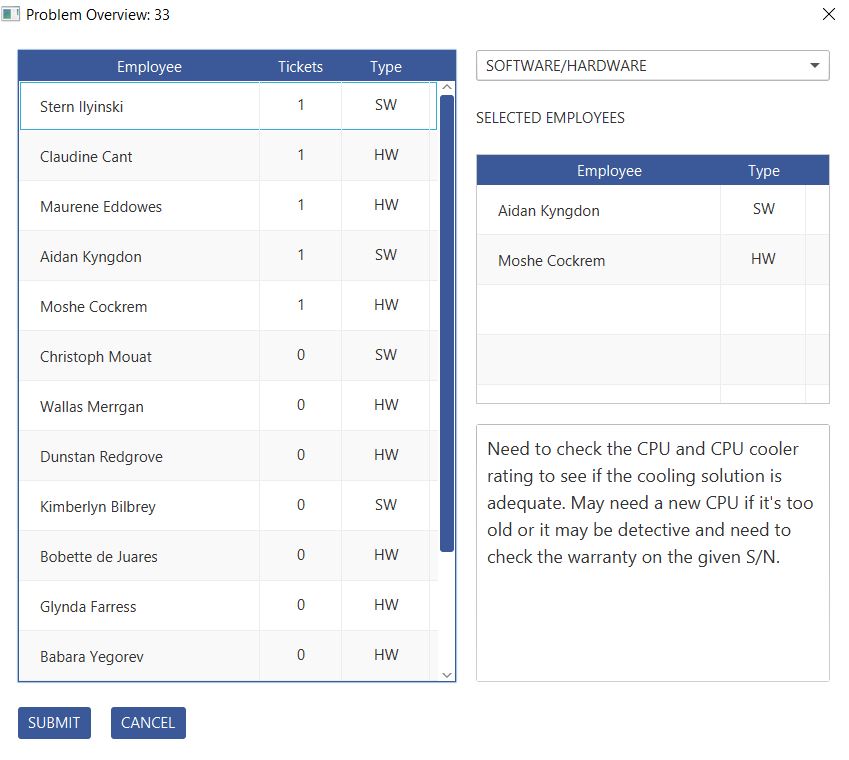 Problem Overview: 33
Employee Tickets Type
Stern Ilyinski 1 SW
Claudine Cant 1 HW
Maurene Eddowes 1 HW
Aidan Kyngdon 1 SW
Moshe Cockrem 1 HW
Christoph Mouat 0 SW
Wallas Merrgan 0 HW
Dunstan Redgrove 0 HW
Kimberlyn Bilbrey 0 SW
Bobette de Juares 0 HW
Glynda Farress 0 HW
Babara Yegorev 0 HW
SOFTWARE/HARDWARE
SELECTED EMPLOYEES
Employee Type
Aidan Kyngdon SW
Moshe Cockrem HW
Need to check the CPU and CPU cooler
rating to see if the cooling solution is
adequate. May need a new CPU if it's too
old or it may be detective and need to
check the warranty on the given S/N.
SUBMIT CANCEL